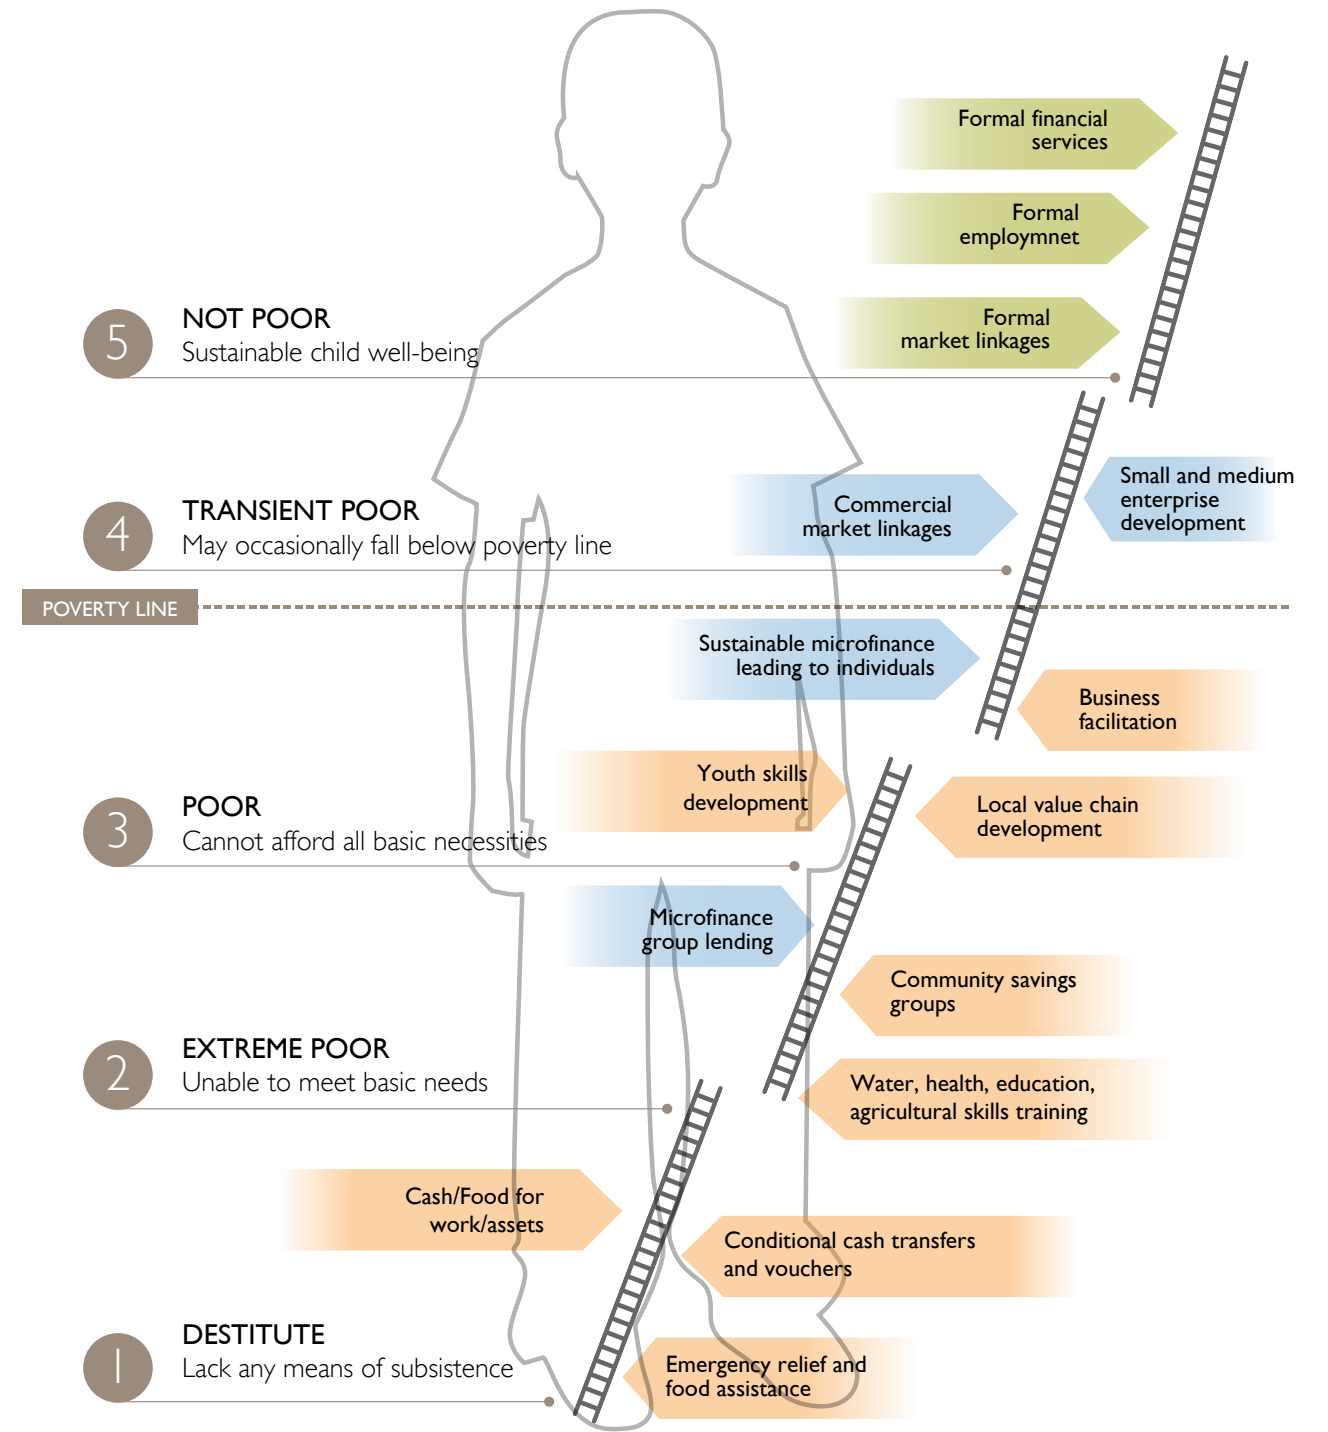 Formal financial
services
Formal
employmnet
Formal
market linkages
5
NOT POOR
Sustainable child well-being
Small and medium
enterprise
development
Commercial
market linkages
4
TRANSIENT POOR
May occasionally fall below poverty line
POVERTY LINE
Sustainable microfinance
leading to individuals
Business
facilitation
Youth skills
development
Local value chain
development
3
POOR
Cannot afford all basic necessities
Microfinance
group lending
Community savings
groups
2
EXTREME POOR
Unable to meet basic needs
Water, health, education,
agricultural skills training
Cash/Food for
work/assets
Conditional cash transfers
and vouchers
1
DESTITUTE
Lack any means of subsistence
Emergency relief and
food assistance